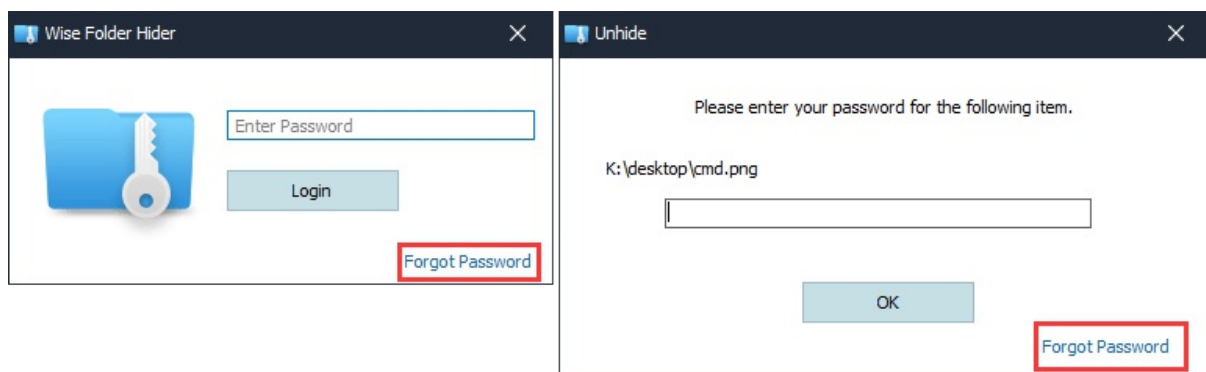 Wise Folder Hider
Enter Password
Login
Forgot Password
Unhide
Please enter your password for the following item.
K:\desktop\cmd.png
OK
Forgot Password